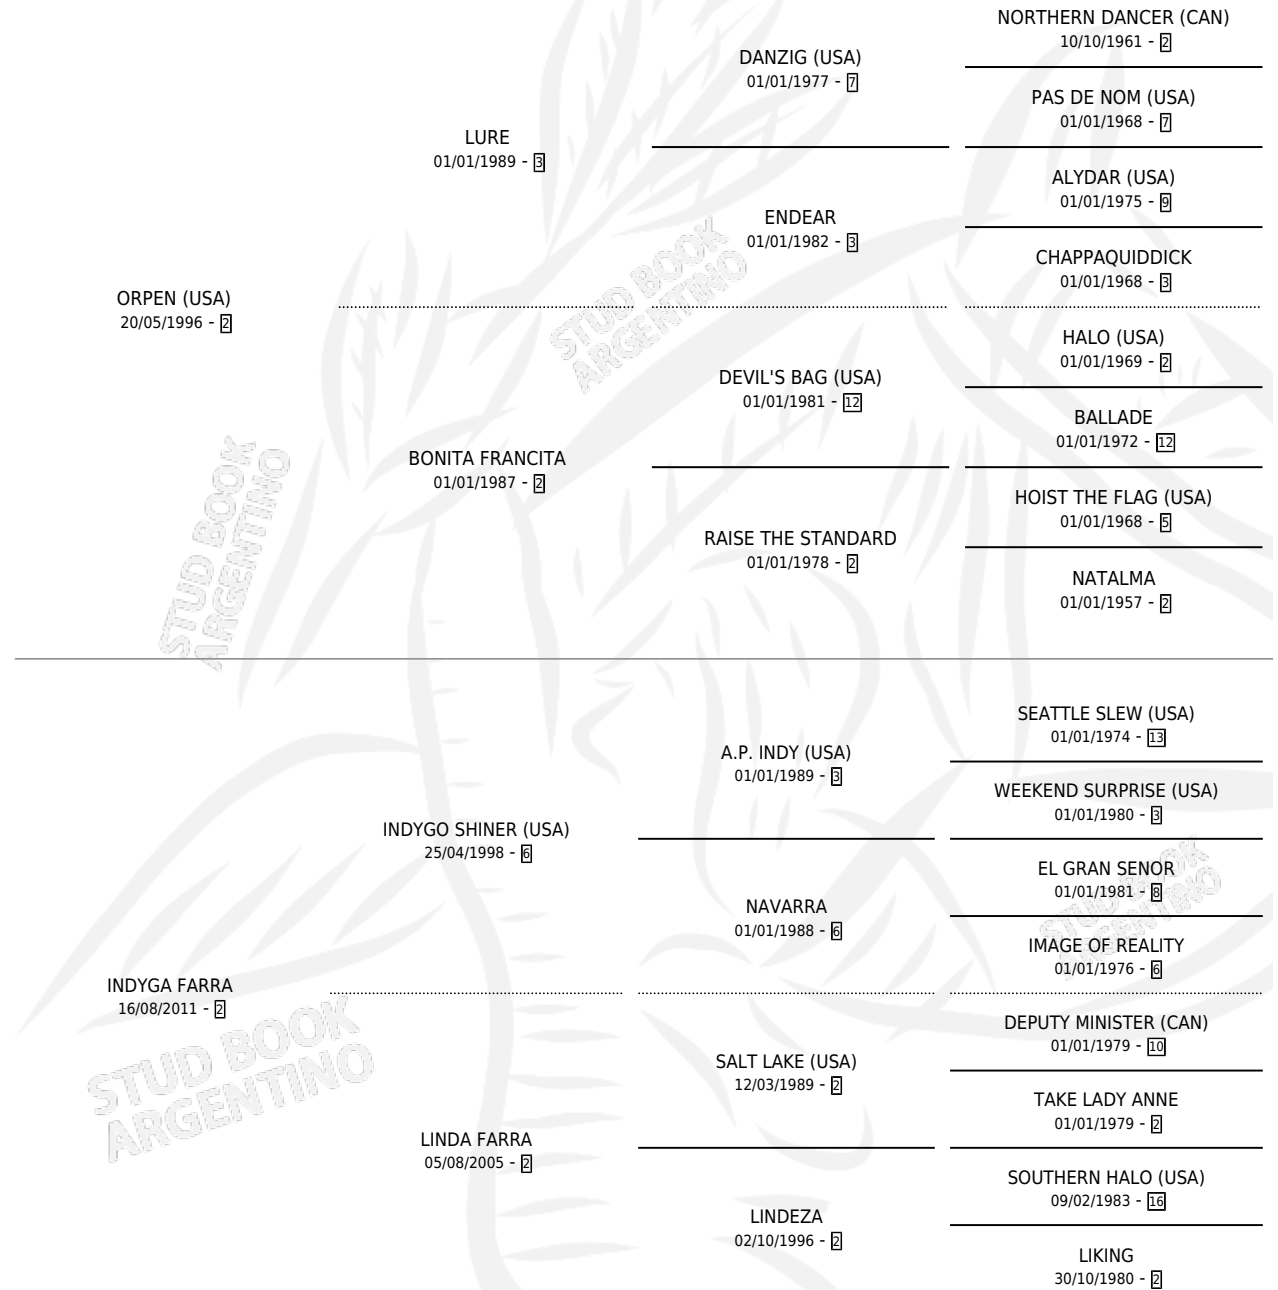 NORTHERN DANCER (CAN)
10/10/1961 - 2
DANZIG (USA)
01/01/1977 - 7
PAS DE NOM (USA)
01/01/1968 - 7
LURE
01/01/1989 - 3
ALYDAR (USA)
01/01/1975 - 9
ENDEAR
01/01/1982 - 3
CHAPPAQUIDDICK
01/01/1968 - 3
STUD BOOK
ARGENTINO
ORPEN (USA)
20/05/1996 - 2
HALO (USA)
01/01/1969 - 2
DEVIL'S BAG (USA)
01/01/1981 - 12
BALLADE
01/01/1972 - 12
BONITA FRANCITA
01/01/1987 - 2
HOIST THE FLAG (USA)
01/01/1968 - 5
RAISE THE STANDARD
01/01/1978 - 2
NATALMA
01/01/1957 - 2
STUD BOOK
ARGENTINO
SEATTLE SLEW (USA)
01/01/1974 - 13
A.P. INDY (USA)
01/01/1989 - 3
WEEKEND SURPRISE (USA)
01/01/1980 - 3
INDYGO SHINER (USA)
25/04/1998 - 6
EL GRAN SENOR
01/01/1981 - 8
NAVARRA
01/01/1988 - 6
IMAGE OF REALITY
01/01/1976 - 6
STUD BOOK
ARGENTINO
INDYGA FARRA
16/08/2011 - 2
DEPUTY MINISTER (CAN)
01/01/1979 - 10
SALT LAKE (USA)
12/03/1989 - 2
TAKE LADY ANNE
01/01/1979 - 2
STUD BOOK
ARGENTINO
LINDA FARRA
05/08/2005 - 2
SOUTHERN HALO (USA)
09/02/1983 - 16
LINDEZA
02/10/1996 - 2
LIKING
30/10/1980 - 2